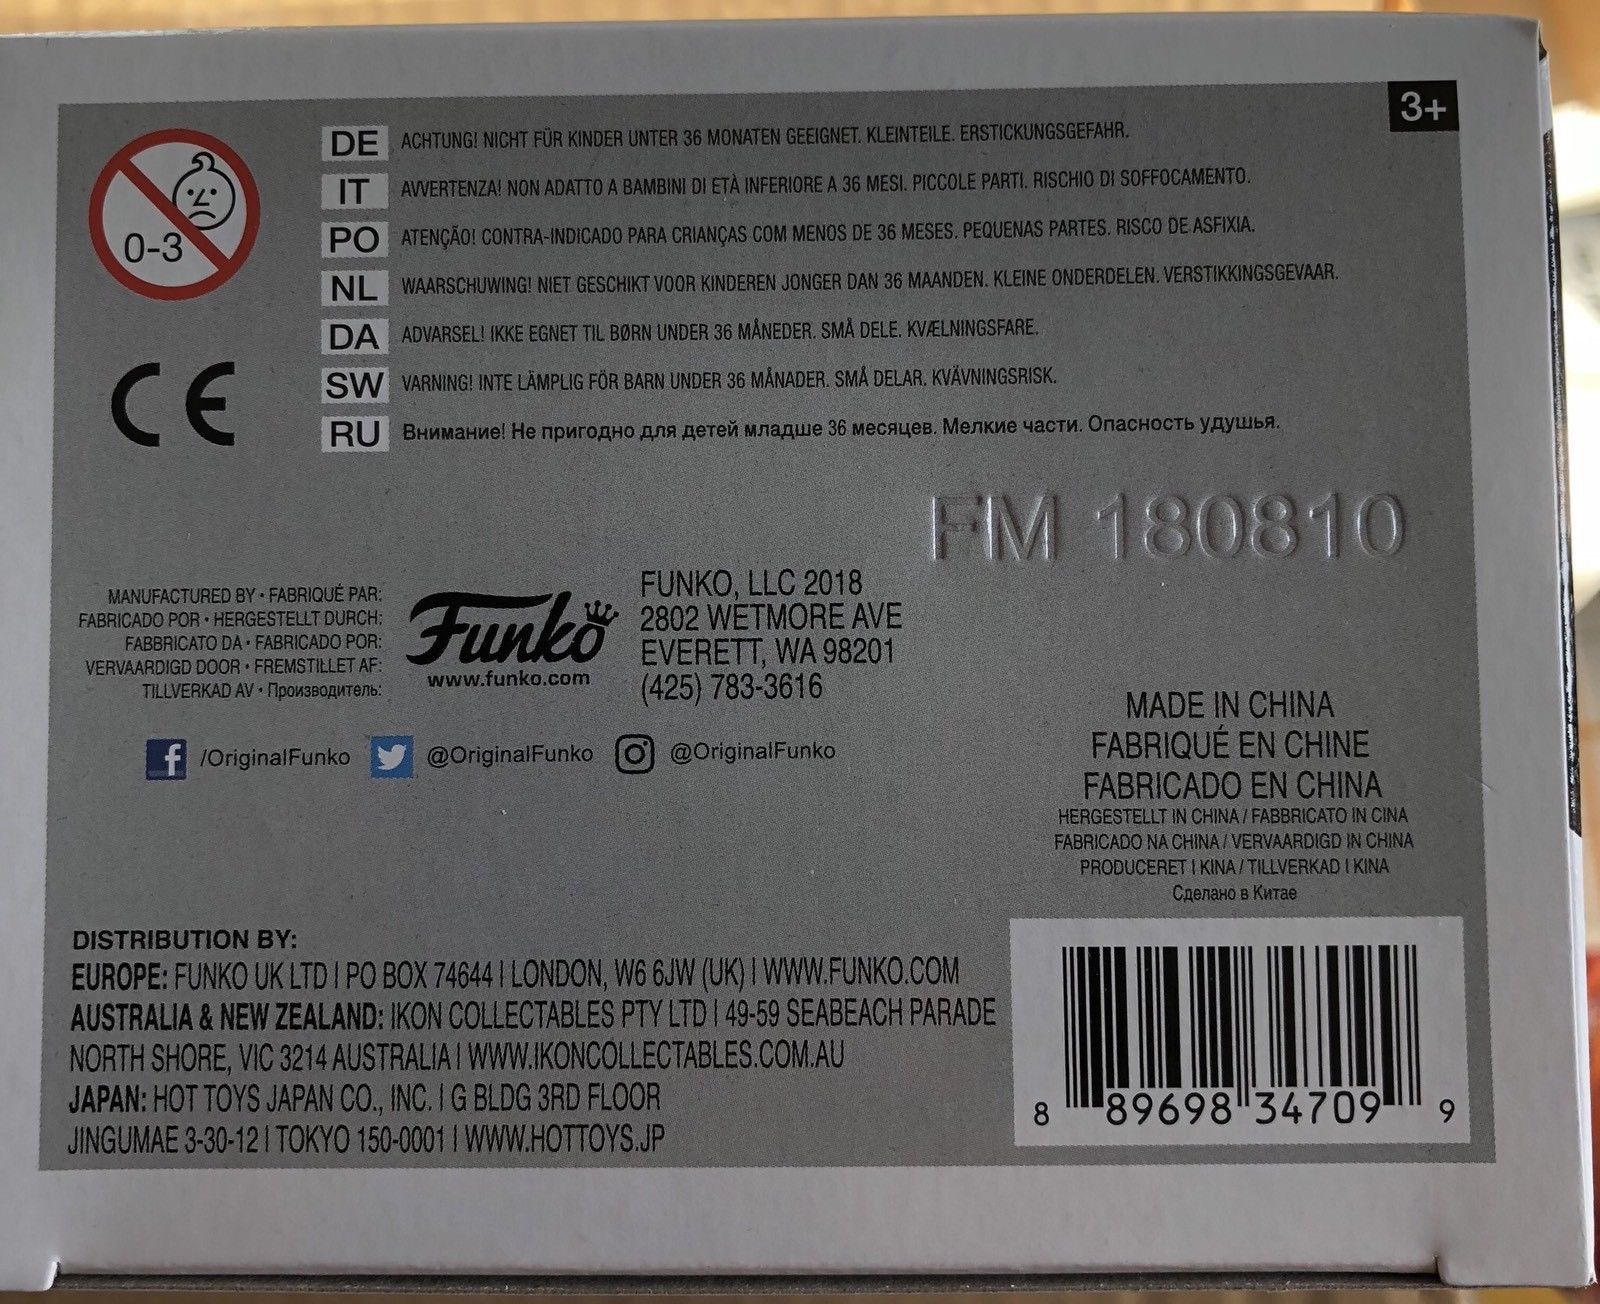 3+
0-3
DE ACHTUNG! NICHT FÜR KINDER UNTER 36 MONATEN GEEIGNET. KLEINTEILE. ERSTICKUNGSGEFAHR.
IT AVVERTENZA! NON ADATTO A BAMBINI DI ETÀ INFERIORE A 36 MESI. PICCOLE PARTI. RISCHIO DI SOFFOCAMENTO.
PO ATENÇÃO! CONTRA-INDICADO PARA CRIANÇAS COM MENOS DE 36 MESES. PEQUENAS PARTES. RISCO DE ASFIXIA.
NL WAARSCHUWING! NIET GESCHIKT VOOR KINDEREN JONGER DAN 36 MAANDEN. KLEINE ONDERDELEN. VERSTIKKINGSGEVAAR.
DA ADVARSEL! IKKE EGNET TIL BØRN UNDER 36 MÅNEDER. SMÅ DELE. KVÆLNINGSFARE.
SW VARNING! INTE LÄMPLIG FÖR BARN UNDER 36 MÅNADER. SMÅ DELAR. KVÄVNINGSRISK.
RU Внимание! Не пригодно для детей младше 36 месяцев. Мелкие части. Опасность удушья.
CE
FM 180810
MANUFACTURED BY • FABRIQUÉ PAR:
FABRICADO POR • HERGESTELLT DURCH:
FABBRICATO DA • FABRICADO POR:
VERVAARDIGD DOOR • FREMSTILLET AF:
TILLVERKAD AV • Производитель:
Funko
www.funko.com
FUNKO, LLC 2018
2802 WETMORE AVE
EVERETT, WA 98201
(425) 783-3616
/OriginalFunko @OriginalFunko @OriginalFunko
MADE IN CHINA
FABRIQUÉ EN CHINE
FABRICADO EN CHINA
HERGESTELLT IN CHINA / FABBRICATO IN CINA
FABRICADO NA CHINA / VERVAARDIGD IN CHINA
PRODUCERET I KINA / TILLVERKAD I KINA
Сделано в Китае
DISTRIBUTION BY:
EUROPE: FUNKO UK LTD | PO BOX 74644 | LONDON, W6 6JW (UK) | WWW.FUNKO.COM
AUSTRALIA & NEW ZEALAND: IKON COLLECTABLES PTY LTD | 49-59 SEABEACH PARADE
NORTH SHORE, VIC 3214 AUSTRALIA | WWW.IKONCOLLECTABLES.COM.AU
JAPAN: HOT TOYS JAPAN CO., INC. | G BLDG 3RD FLOOR
JINGUMAE 3-30-12 | TOKYO 150-0001 | WWW.HOTTOYS.JP
8 89698 34709 9